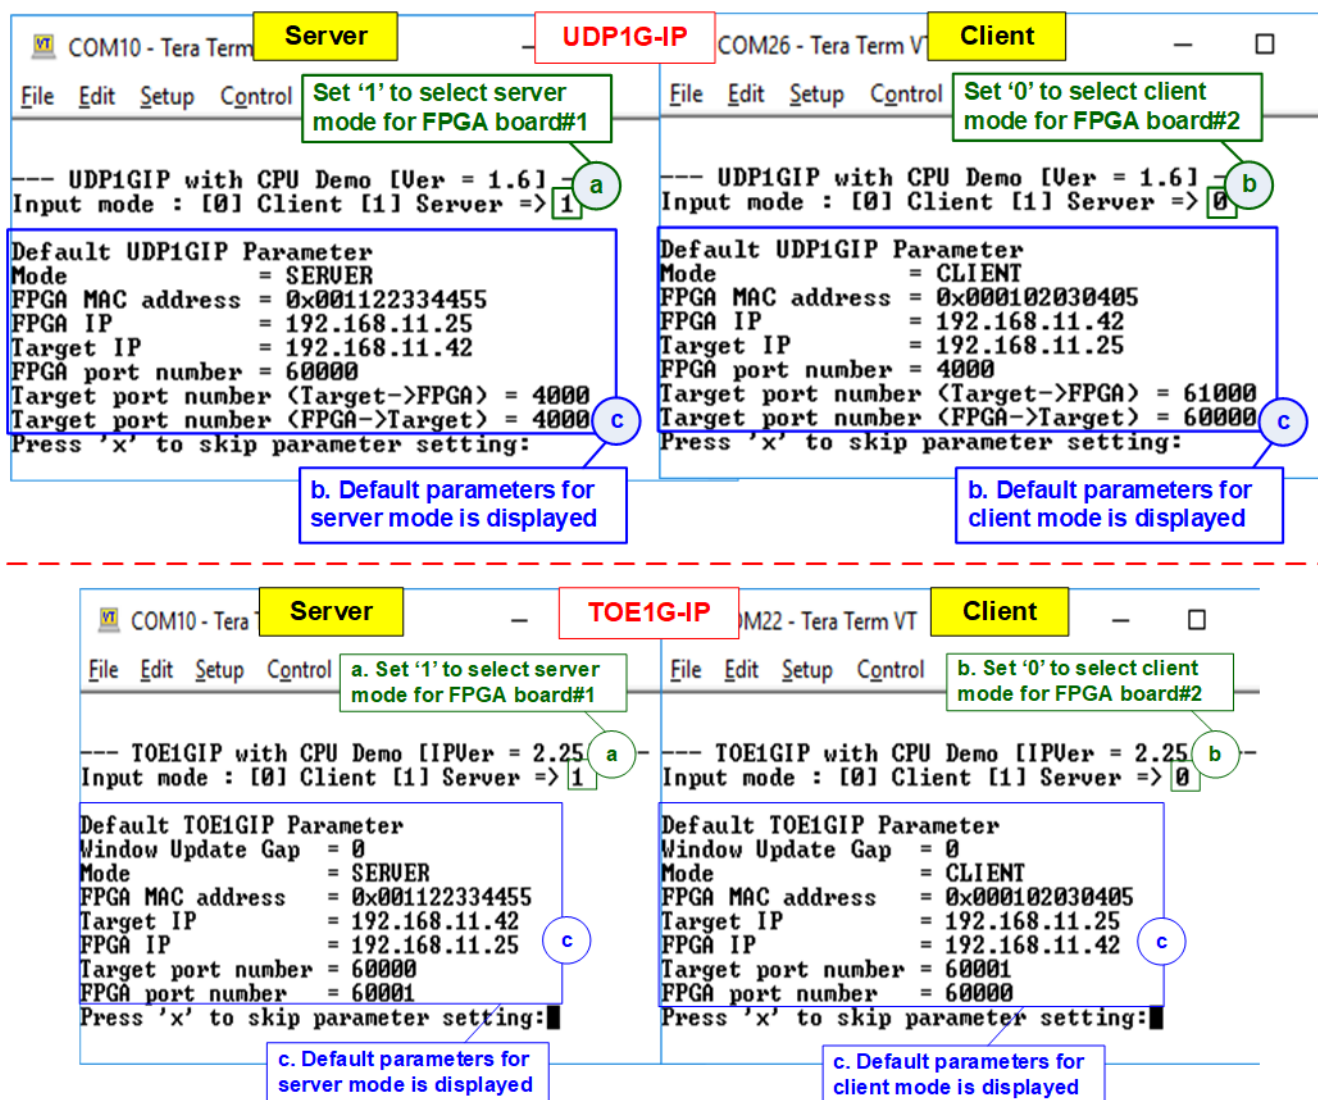 COM10 - Tera Term
Server
File Edit Setup Control
Set ‘1’ to select server
mode for FPGA board#1
--- UDP1GIP with CPU Demo [Ver = 1.6] -
a
Input mode : [0] Client [1] Server => 1
Default UDP1GIP Parameter
Mode = SERVER
FPGA MAC address = 0x001122334455
FPGA IP = 192.168.11.25
Target IP = 192.168.11.42
FPGA port number = 60000
Target port number (Target->FPGA) = 4000
Target port number (FPGA->Target) = 4000
c
Press 'x' to skip parameter setting:
b. Default parameters for
server mode is displayed
UDP1G-IP
COM26 - Tera Term VT
Client
File Edit Setup Control
Set ‘0’ to select client
mode for FPGA board#2
--- UDP1GIP with CPU Demo [Ver = 1.6] -
b
Input mode : [0] Client [1] Server => 0
Default UDP1GIP Parameter
Mode = CLIENT
FPGA MAC address = 0x000102030405
FPGA IP = 192.168.11.42
Target IP = 192.168.11.25
FPGA port number = 4000
Target port number (Target->FPGA) = 61000
Target port number (FPGA->Target) = 60000
c
Press 'x' to skip parameter setting:
b. Default parameters for
client mode is displayed
COM10 - Tera
Server
File Edit Setup Control
a. Set ‘1’ to select server
mode for FPGA board#1
--- TOE1GIP with CPU Demo [IPVer = 2.25 -
a
Input mode : [0] Client [1] Server => 1
Default TOE1GIP Parameter
Window Update Gap = 0
Mode = SERVER
FPGA MAC address = 0x001122334455
Target IP = 192.168.11.42
FPGA IP = 192.168.11.25
c
Target port number = 60000
FPGA port number = 60001
Press 'x' to skip parameter setting:
c. Default parameters for
server mode is displayed
TOE1G-IP
OM22 - Tera Term VT
Client
File Edit Setup Control
b. Set ‘0’ to select client
mode for FPGA board#2
--- TOE1GIP with CPU Demo [IPVer = 2.25 --
b
Input mode : [0] Client [1] Server => 0
Default TOE1GIP Parameter
Window Update Gap = 0
Mode = CLIENT
FPGA MAC address = 0x000102030405
Target IP = 192.168.11.25
FPGA IP = 192.168.11.42
c
Target port number = 60001
FPGA port number = 60000
Press 'x' to skip parameter setting:
c. Default parameters for
client mode is displayed